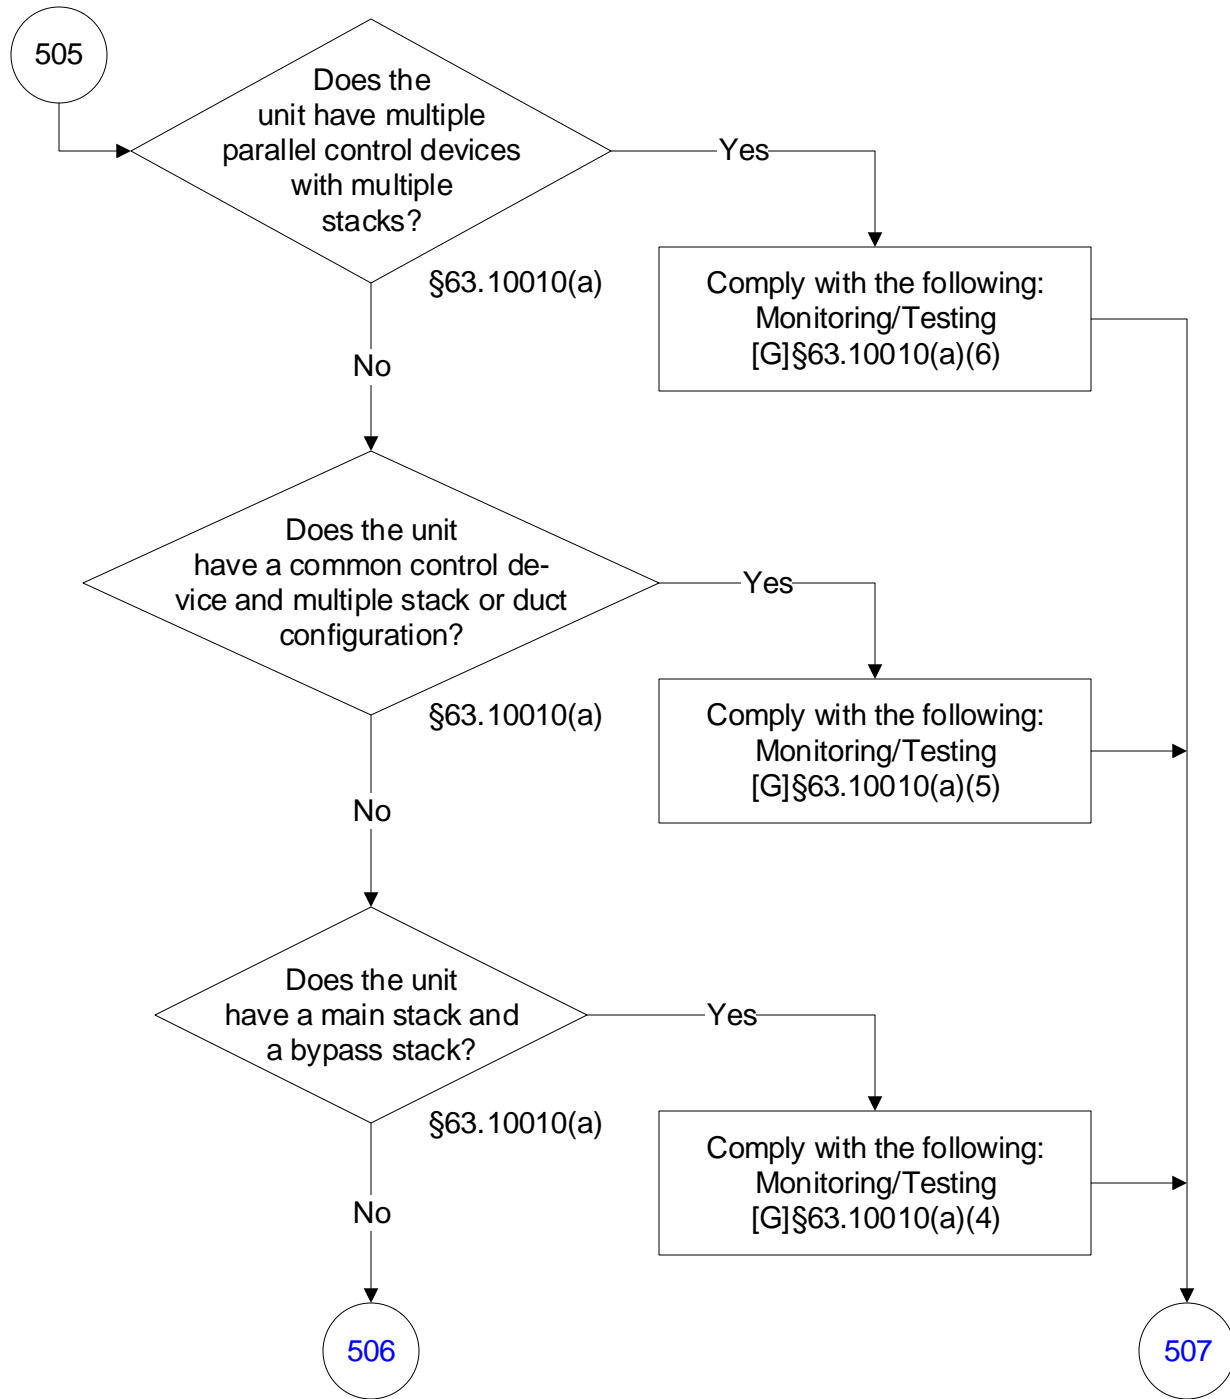 505
Does the
unit have multiple
parallel control devices
with multiple
stacks?
Yes
§63.10010(a)
Comply with the following:
Monitoring/Testing
[G]§63.10010(a)(6)
No
Does the unit
have a common control de-
vice and multiple stack or duct
configuration?
Yes
§63.10010(a)
Comply with the following:
Monitoring/Testing
[G]§63.10010(a)(5)
No
Does the unit
have a main stack and
a bypass stack?
Yes
§63.10010(a)
Comply with the following:
Monitoring/Testing
[G]§63.10010(a)(4)
No
506
507